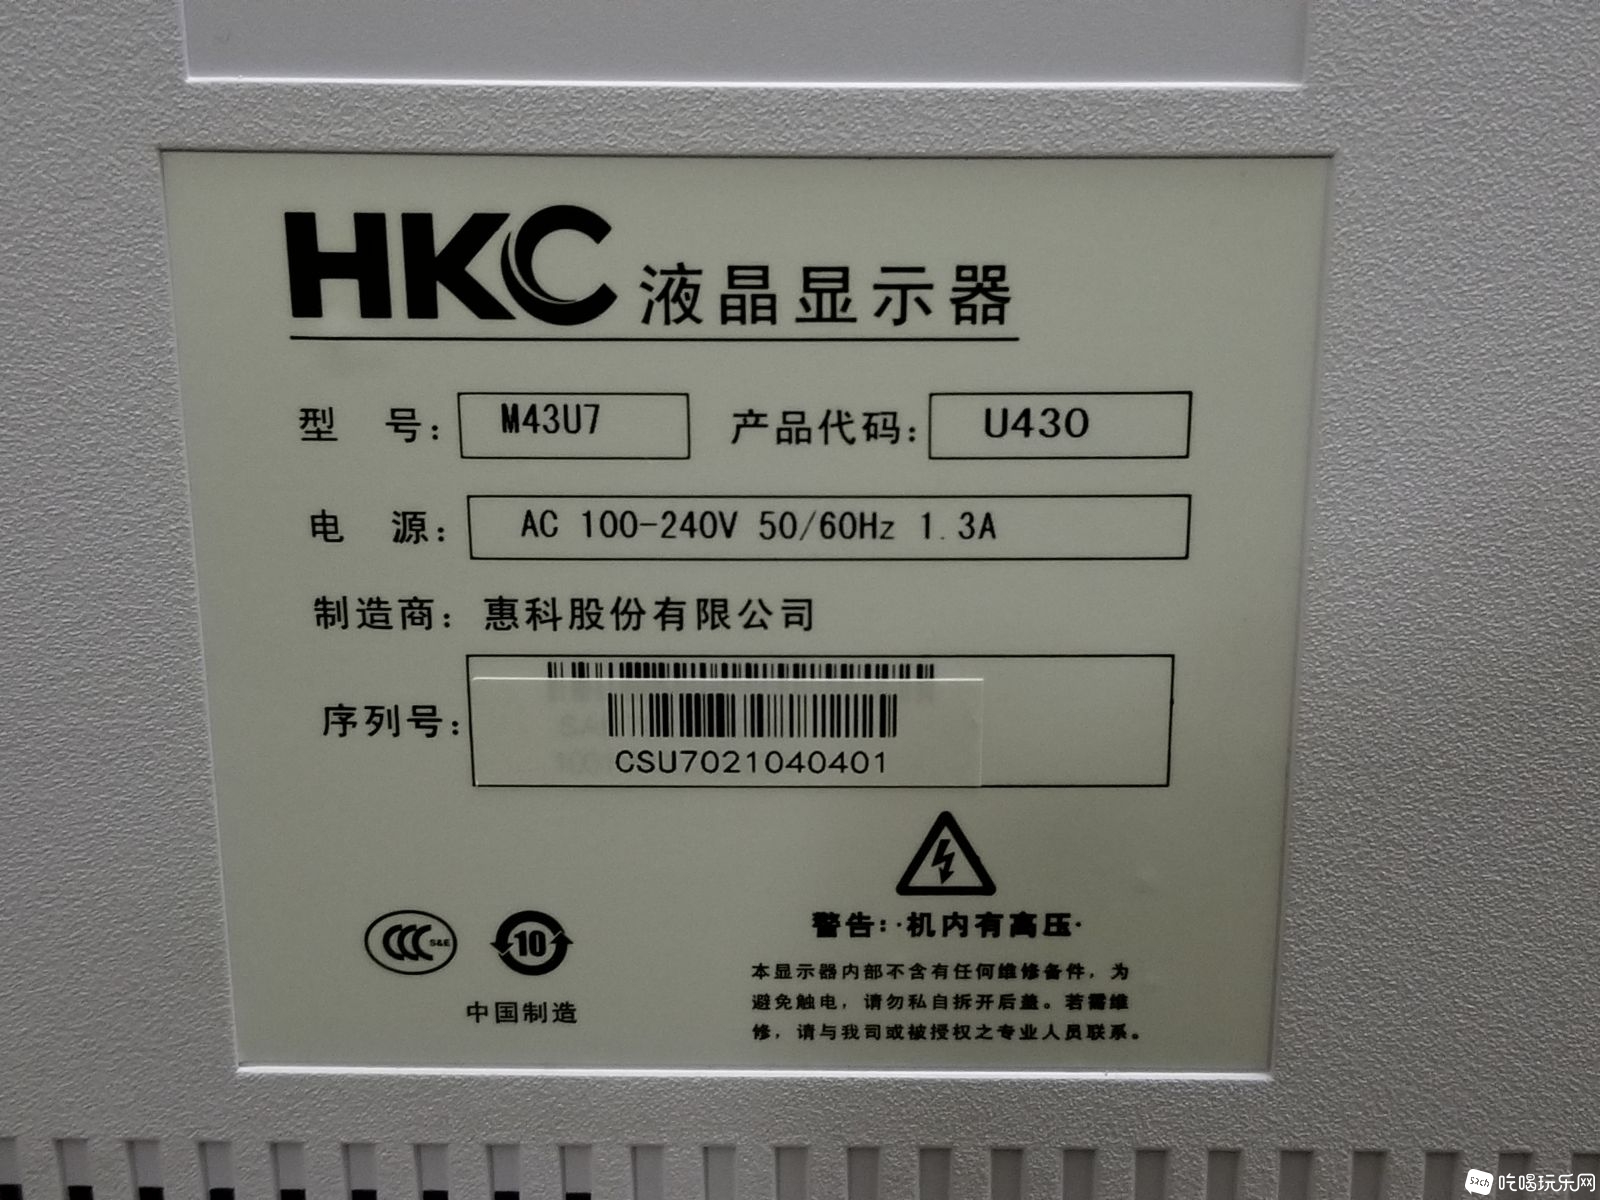 HKC 液晶显示器
型 号: M43U7 产品代码: U430
电 源: AC 100-240V 50/60Hz 1.3A
制造商: 惠科股份有限公司
序列号:
CSU7021040401
CCC S&E 10
中国制造
警告:·机内有高压·
本显示器内部不含有任何维修备件，为
避免触电，请勿私自拆开后盖。若需维
修，请与我司或被授权之专业人员联系。
sach 吃喝玩乐网